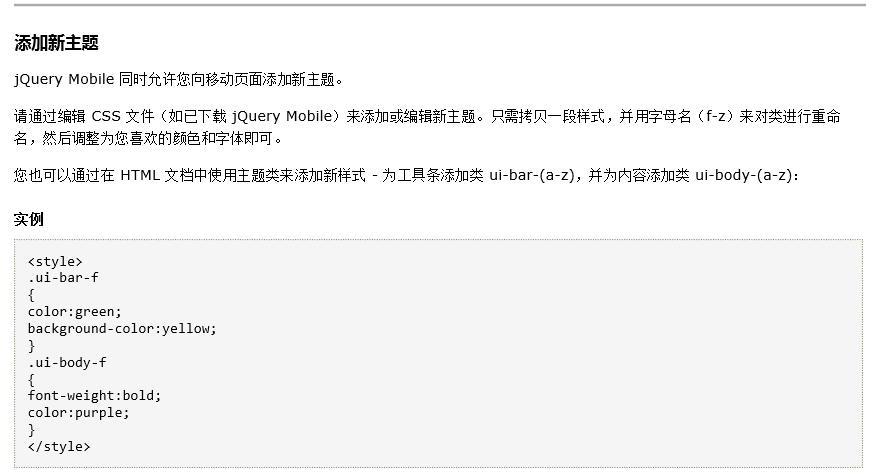 添加新主题
jQuery Mobile 同时允许您向移动页面添加新主题。
请通过编辑 CSS 文件（如已下载 jQuery Mobile）来添加或编辑新主题。只需拷贝一段样式，并用字母名（f-z）来对类进行重命
名，然后调整为您喜欢的颜色和字体即可。
您也可以通过在 HTML 文档中使用主题类来添加新样式 - 为工具条添加类 ui-bar-(a-z)，并为内容添加类 ui-body-(a-z)：
实例
<style>
.ui-bar-f
{
color:green;
background-color:yellow;
}
.ui-body-f
{
font-weight:bold;
color:purple;
}
</style>